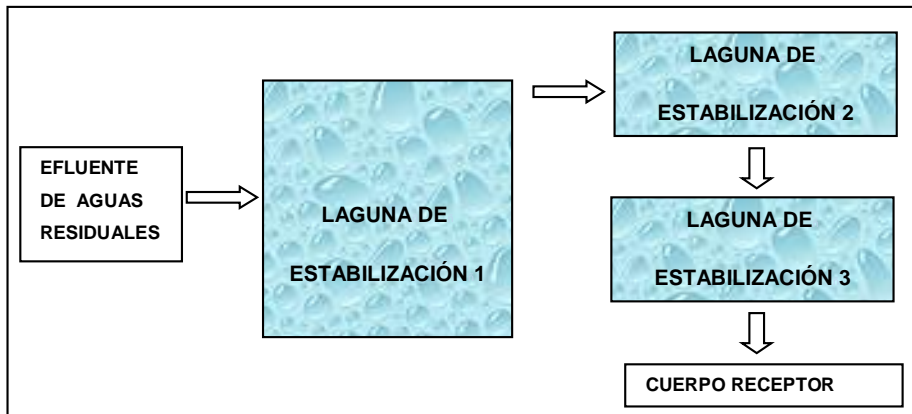 EFLUENTE
DE AGUAS
RESIDUALES
LAGUNA DE
ESTABILIZACIÓN 1
LAGUNA DE
ESTABILIZACIÓN 2
LAGUNA DE
ESTABILIZACIÓN 3
CUERPO RECEPTOR